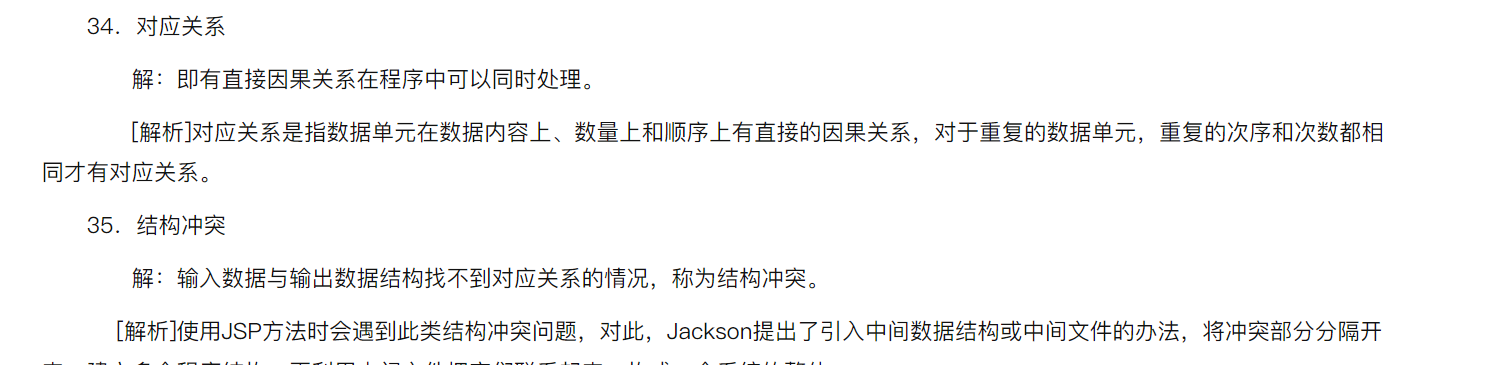 34．对应关系
解：即有直接因果关系在程序中可以同时处理。
[解析]对应关系是指数据单元在数据内容上、数量上和顺序上有直接的因果关系，对于重复的数据单元，重复的次序和次数都相
同才有对应关系。
35．结构冲突
解：输入数据与输出数据结构找不到对应关系的情况，称为结构冲突。
[解析]使用JSP方法时会遇到此类结构冲突问题，对此，Jackson提出了引入中间数据结构或中间文件的办法，将冲突部分分隔开